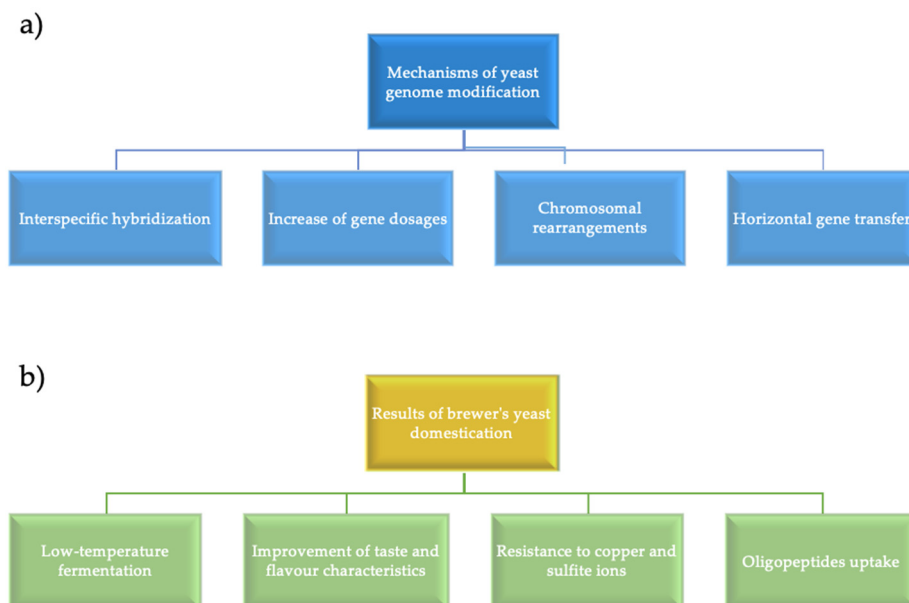 a)
Mechanisms of yeast
genome modification
Interspecific hybridization
Increase of gene dosages
Chromosomal
rearrangements
Horizontal gene transfer
b)
Results of brewer's yeast
domestication
Low-temperature
fermentation
Improvement of taste and
flavour characteristics
Resistance to copper and
sulfite ions
Oligopeptides uptake